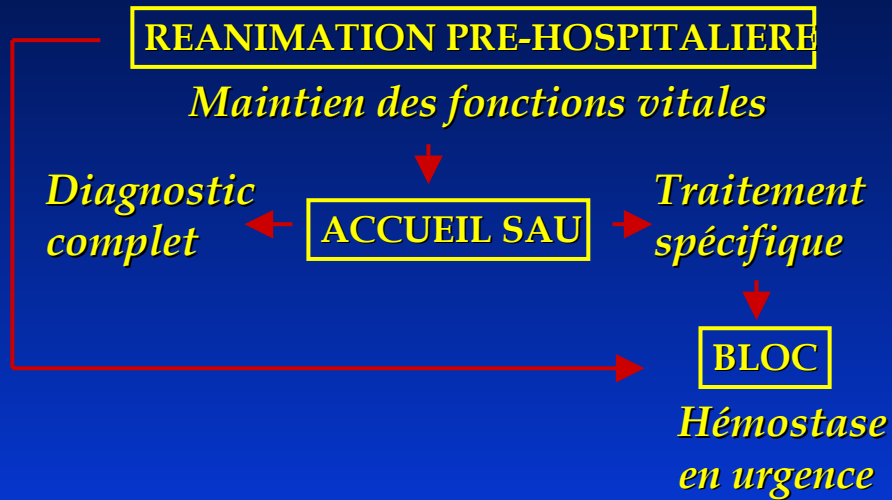 REANIMATION PRE-HOSPITALIERE
Maintien des fonctions vitales
Diagnostic
complet
ACCUEIL SAU
Traitement
spécifique
BLOC
Hémostase
en urgence